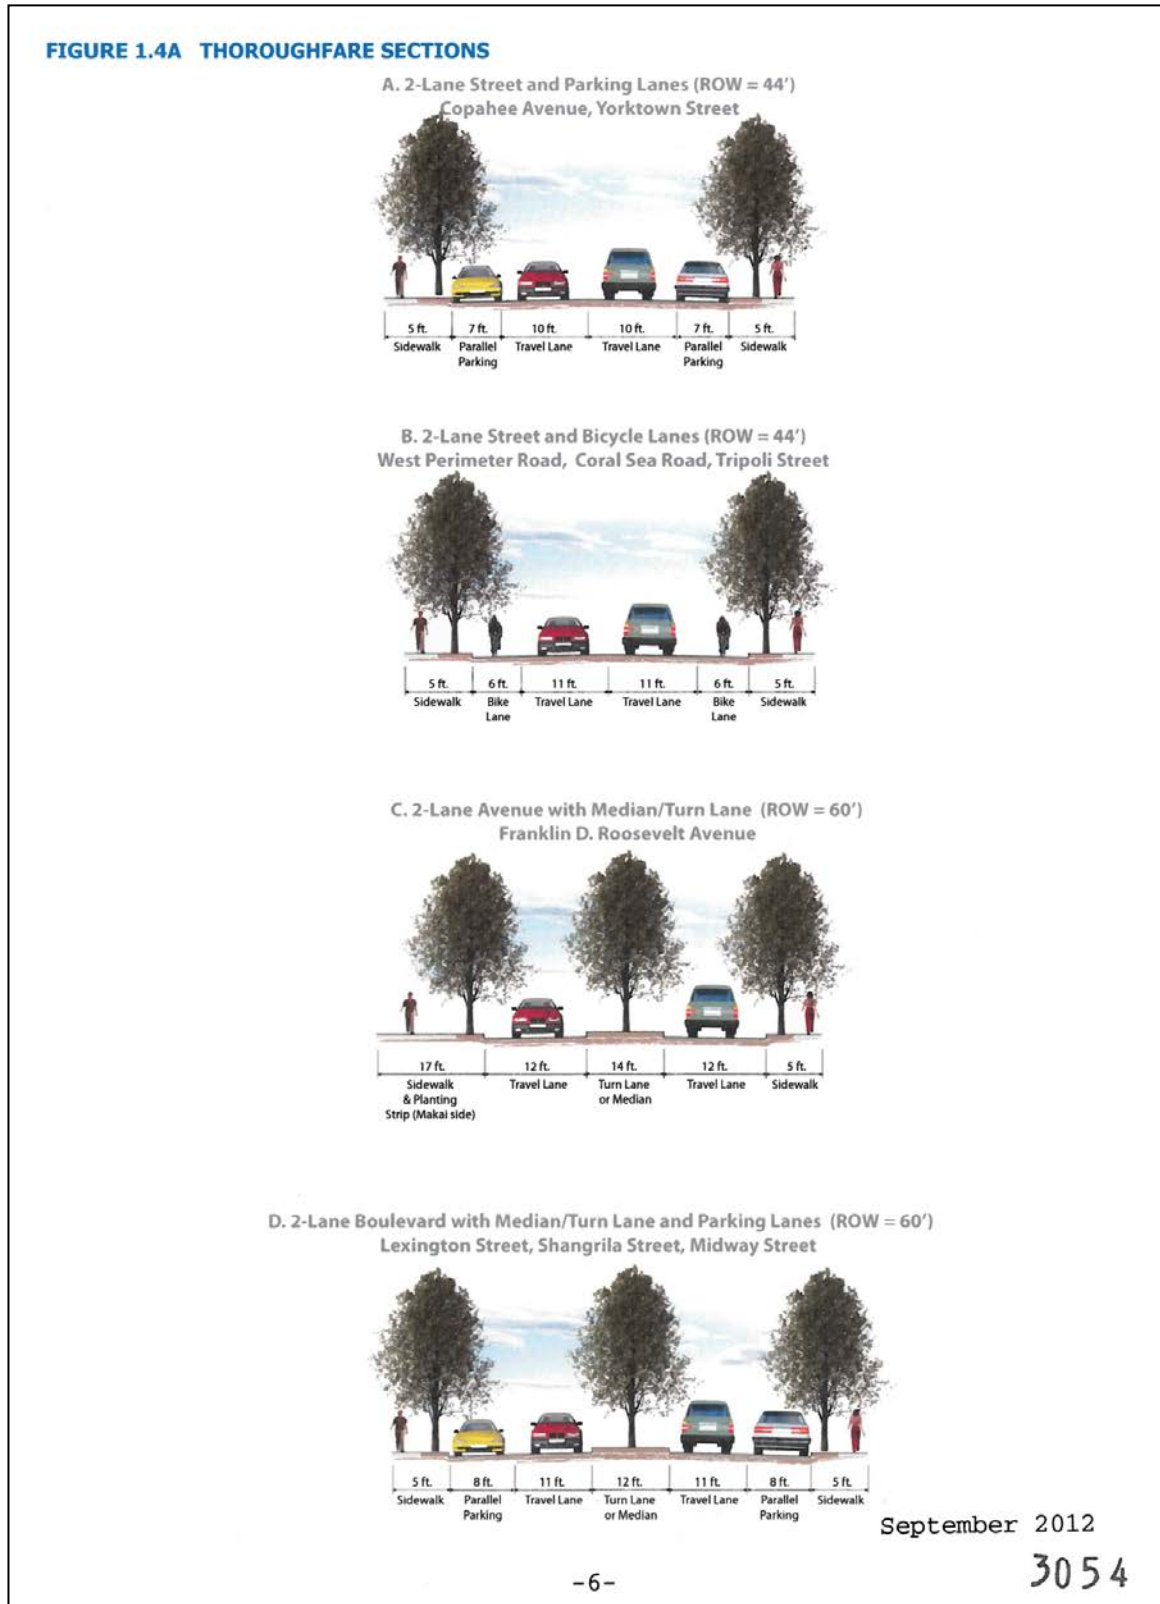 FIGURE 1.4A THOROUGHFARE SECTIONS
A. 2-Lane Street and Parking Lanes (ROW = 44')
Copahee Avenue, Yorktown Street
5 ft. 7 ft. 10 ft. 10 ft. 7 ft. 5 ft.
Sidewalk Parallel Travel Lane Travel Lane Parallel Sidewalk
Parking Parking
B. 2-Lane Street and Bicycle Lanes (ROW = 44')
West Perimeter Road, Coral Sea Road, Tripoli Street
5 ft. 6 ft. 11 ft. 11 ft. 6 ft. 5 ft.
Sidewalk Bike Travel Lane Travel Lane Bike Sidewalk
Lane Lane
C. 2-Lane Avenue with Median/Turn Lane (ROW = 60')
Franklin D. Roosevelt Avenue
17 ft. 12 ft. 14 ft. 12 ft. 5 ft.
Sidewalk Travel Lane Turn Lane Travel Lane Sidewalk
& Planting or Median
Strip (Makai side)
D. 2-Lane Boulevard with Median/Turn Lane and Parking Lanes (ROW = 60')
Lexington Street, Shangrila Street, Midway Street
5 ft. 8 ft. 11 ft. 12 ft. 11 ft. 8 ft. 5 ft.
Sidewalk Parallel Travel Lane Turn Lane Travel Lane Parallel Sidewalk
Parking or Median Parking
September 2012
-6-
3054